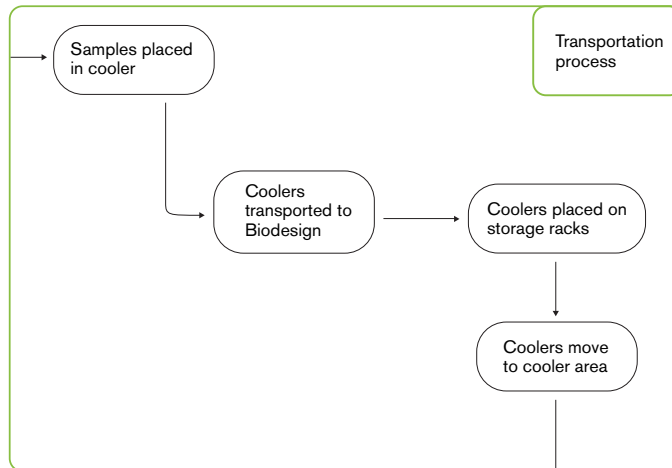 Samples placed
in cooler
Transportation
process
Coolers
transported to
Biodesign
Coolers placed on
storage racks
Coolers move
to cooler area